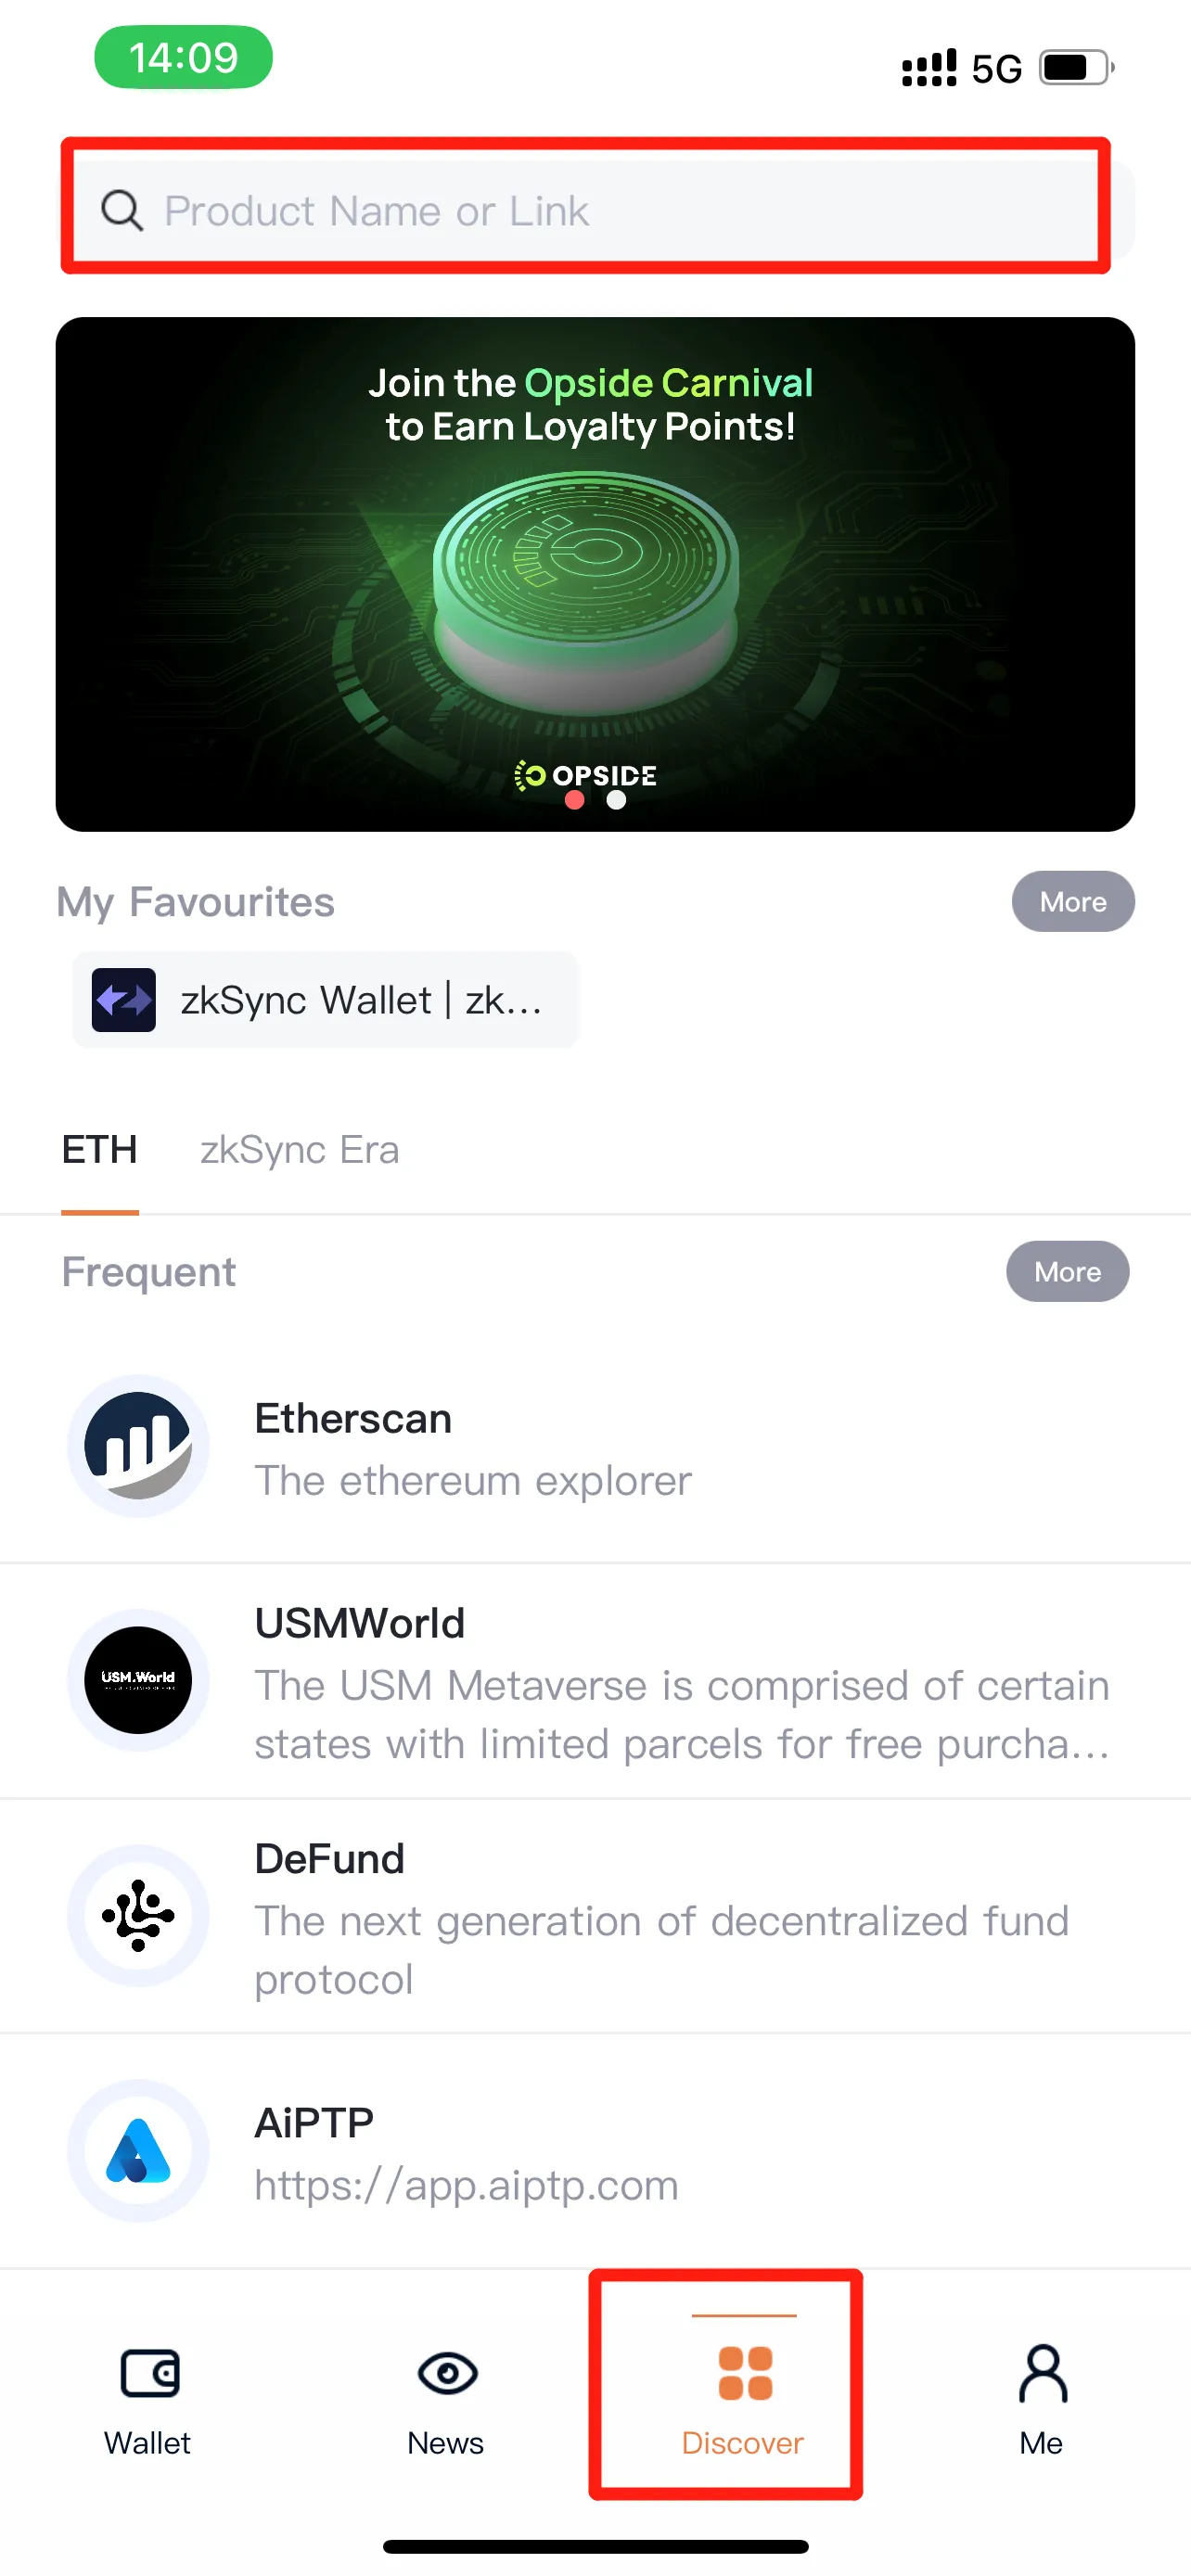 14:09
5G
Product Name or Link
Join the Opside Carnival
to Earn Loyalty Points!
OPSIDE
My Favourites
More
zkSync Wallet | zk...
ETH
zkSync Era
Frequent
More
Etherscan
The ethereum explorer
USM.World
USMWorld
The USM Metaverse is comprised of certain
states with limited parcels for free purcha...
DeFund
The next generation of decentralized fund
protocol
AiPTP
https://app.aiptp.com
Wallet
News
Discover
Me